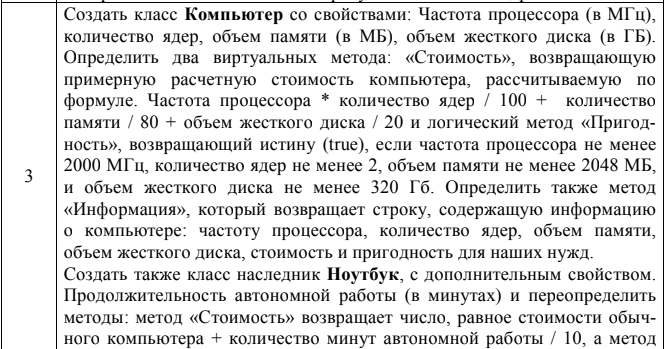 Создать класс Компьютер со свойствами: Частота процессора (в МГц),
количество ядер, объем памяти (в МБ), объем жесткого диска (в ГБ).
Определить два виртуальных метода: «Стоимость», возвращающую
примерную расчетную стоимость компьютера, рассчитываемую по
формуле. Частота процессора * количество ядер / 100 + количество
памяти / 80 + объем жесткого диска / 20 и логический метод «Пригод-
ность», возвращающий истину (true), если частота процессора не менее
2000 МГц, количество ядер не менее 2, объем памяти не менее 2048 МБ,
3
и объем жесткого диска не менее 320 Гб. Определить также метод
«Информация», который возвращает строку, содержащую информацию
о компьютере: частоту процессора, количество ядер, объем памяти,
объем жесткого диска, стоимость и пригодность для наших нужд.
Создать также класс наследник Ноутбук, с дополнительным свойством.
Продолжительность автономной работы (в минутах) и переопределить
методы: метод «Стоимость» возвращает число, равное стоимости обыч-
ного компьютера + количество минут автономной работы / 10, а метод